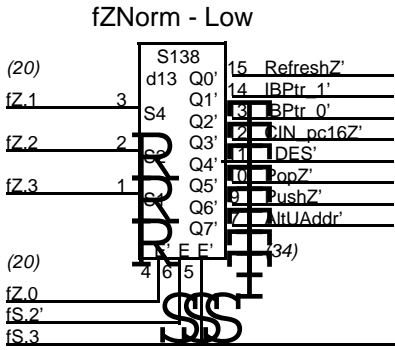 fZNorm - Low
S138
(20) d13 Q0' 15 RefreshZ'
fZ.1 3 S4 Q1' 14 IBPtr_1'
Q2' IBPtr_0'
fZ.2 2 Q3' CIN_pc16Z'
Q4'
fZ.3 1 Q5' PopZ'
Q6' PushZ'
Q7' AltUAddr'
E' E E' (34)
(20) 4 6 5
fZ.0
fS.2'
fS.3
SSS